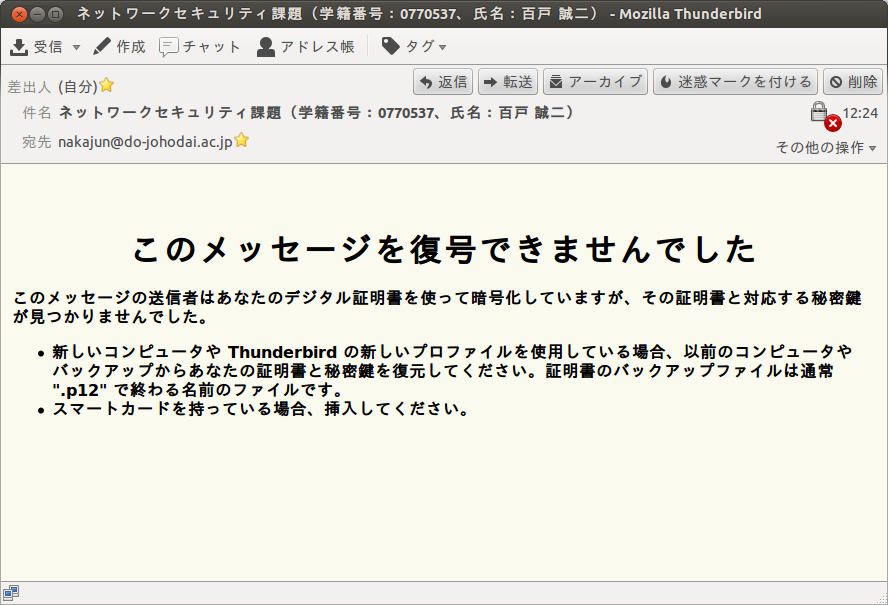 ネットワークセキュリティ課題（学籍番号：0770537、氏名：百戸 誠二） - Mozilla Thunderbird
受信 作成 チャット アドレス帳 タグ
差出人 (自分) 返信 転送 アーカイブ 迷惑マークを付ける 削除
件名 ネットワークセキュリティ課題（学籍番号：0770537、氏名：百戸 誠二） 12:24
宛先 nakajun@do-johodai.ac.jp
その他の操作
このメッセージを復号できませんでした
このメッセージの送信者はあなたのデジタル証明書を使って暗号化していますが、その証明書と対応する秘密鍵
が見つかりませんでした。
• 新しいコンピュータや Thunderbird の新しいプロファイルを使用している場合、以前のコンピュータや
バックアップからあなたの証明書と秘密鍵を復元してください。証明書のバックアップファイルは通常
".p12" で終わる名前のファイルです。
• スマートカードを持っている場合、挿入してください。